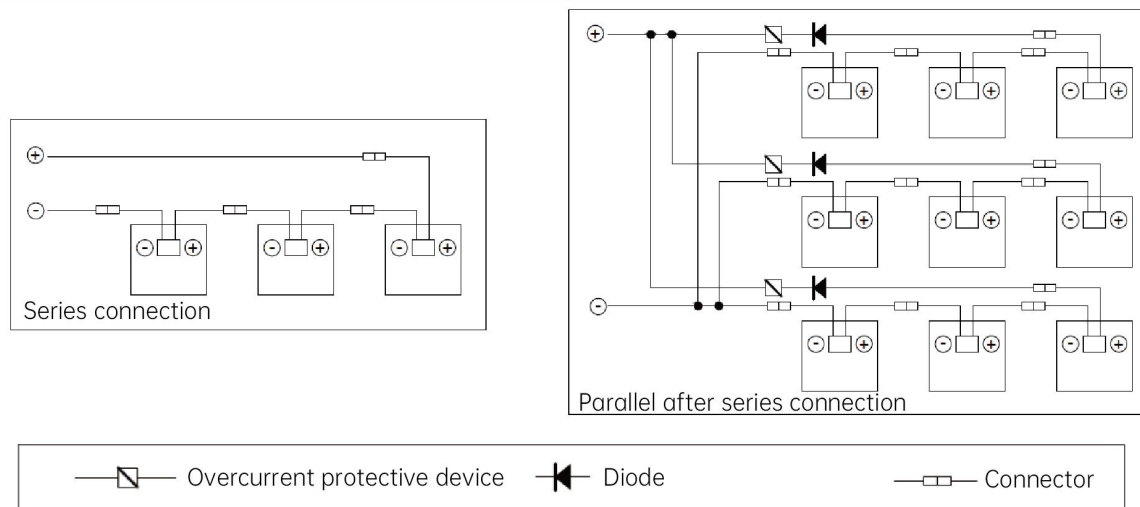 Series connection
Parallel after series connection
Overcurrent protective device
Diode
Connector